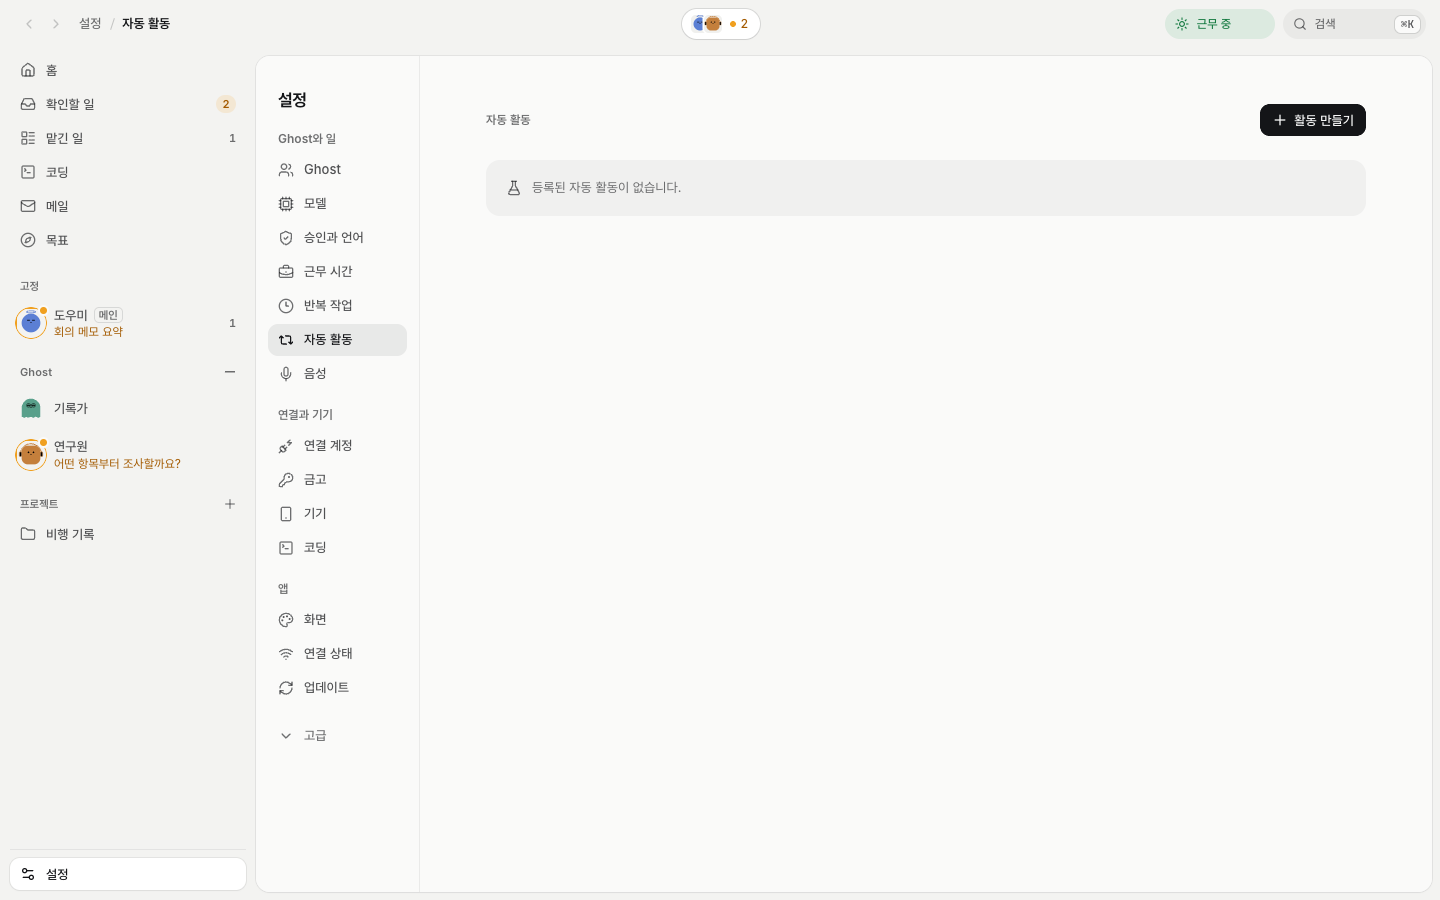 설정 / 자동 활동
2
근무 중
검색
⌘K
홈
확인할 일
2
맡긴 일
1
코딩
메일
목표
고정
도우미 메인
회의 메모 요약
1
Ghost
기록가
연구원
어떤 항목부터 조사할까요?
프로젝트
비행 기록
설정
설정
Ghost와 일
Ghost
모델
승인과 언어
근무 시간
반복 작업
자동 활동
음성
연결과 기기
연결 계정
금고
기기
코딩
앱
화면
연결 상태
업데이트
고급
자동 활동
활동 만들기
등록된 자동 활동이 없습니다.